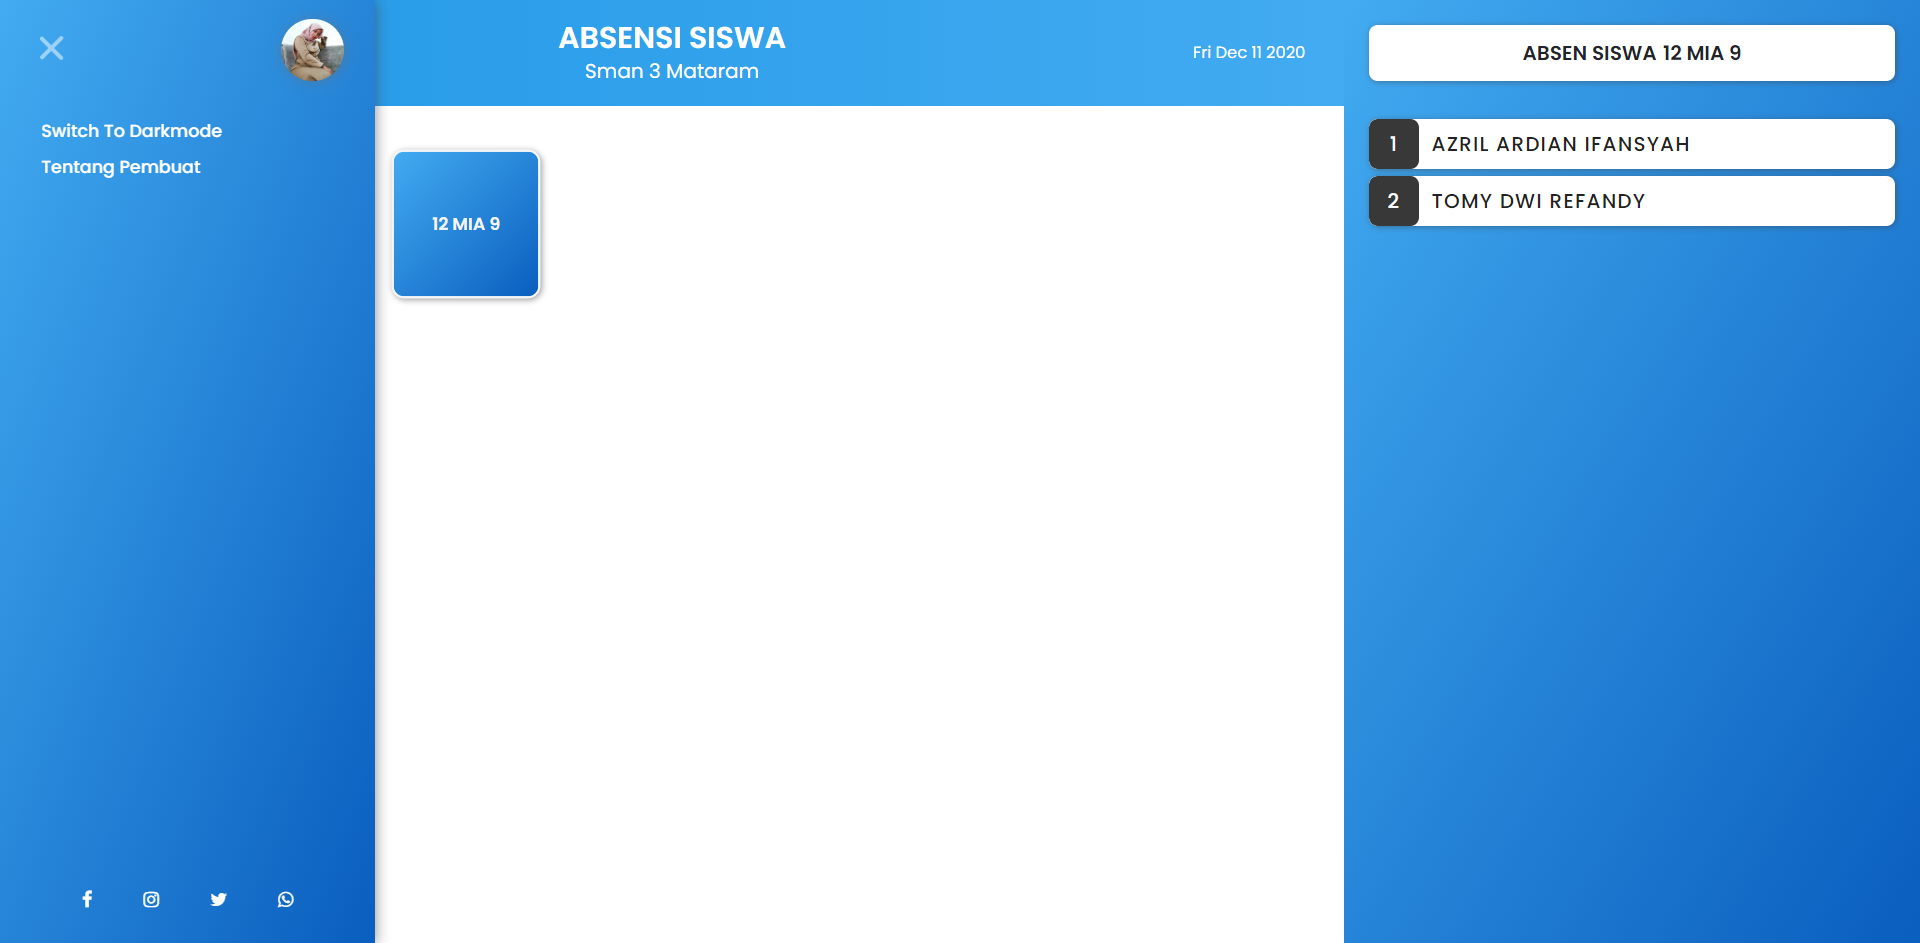 Switch To Darkmode
Tentang Pembuat
ABSENSI SISWA
Sman 3 Mataram
Fri Dec 11 2020
12 MIA 9
ABSEN SISWA 12 MIA 9
1 AZRIL ARDIAN IFANSYAH
2 TOMY DWI REFANDY